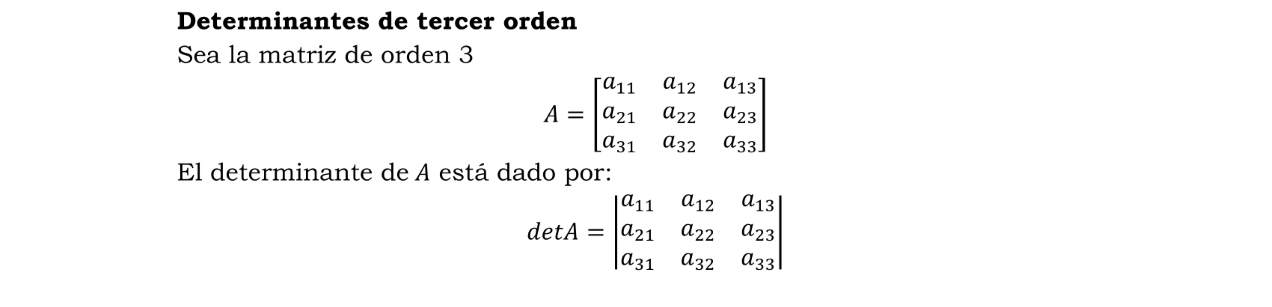 Determinantes de tercer orden
Sea la matriz de orden 3
a₁₁ a₁₂ a₁₃
A = a₂₁ a₂₂ a₂₃
a₃₁ a₃₂ a₃₃
El determinante de A está dado por:
a₁₁ a₁₂ a₁₃
detA = a₂₁ a₂₂ a₂₃
a₃₁ a₃₂ a₃₃